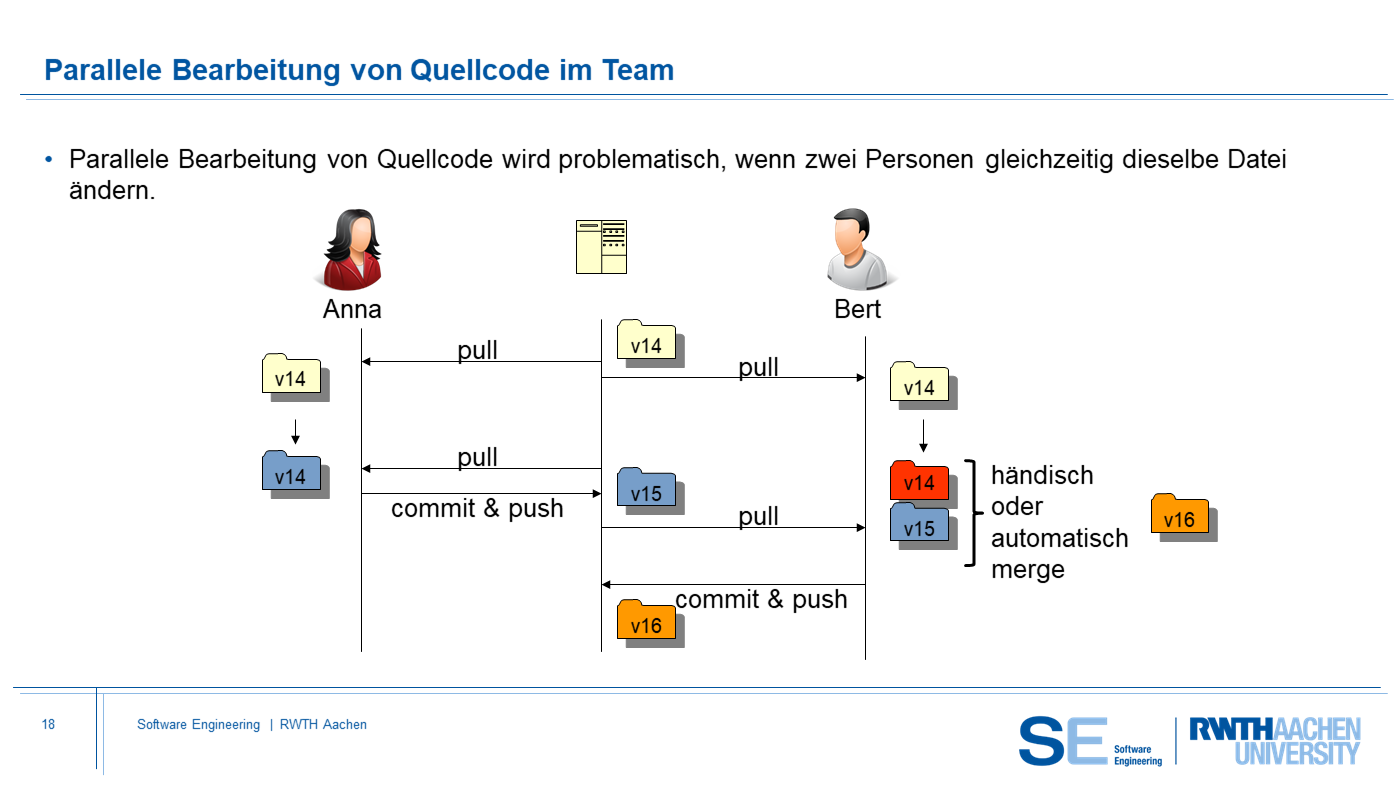 Parallele Bearbeitung von Quellcode im Team
• Parallele Bearbeitung von Quellcode wird problematisch, wenn zwei Personen gleichzeitig dieselbe Datei
ändern.
Anna
Bert
v14
pull
pull
v14
v14
pull
v14
v15
commit & push
pull
v14
v15
händisch
oder
automatisch
merge
v16
commit & push
v16
18
Software Engineering | RWTH Aachen
SE Software
Engineering
RWTHAACHEN
UNIVERSITY